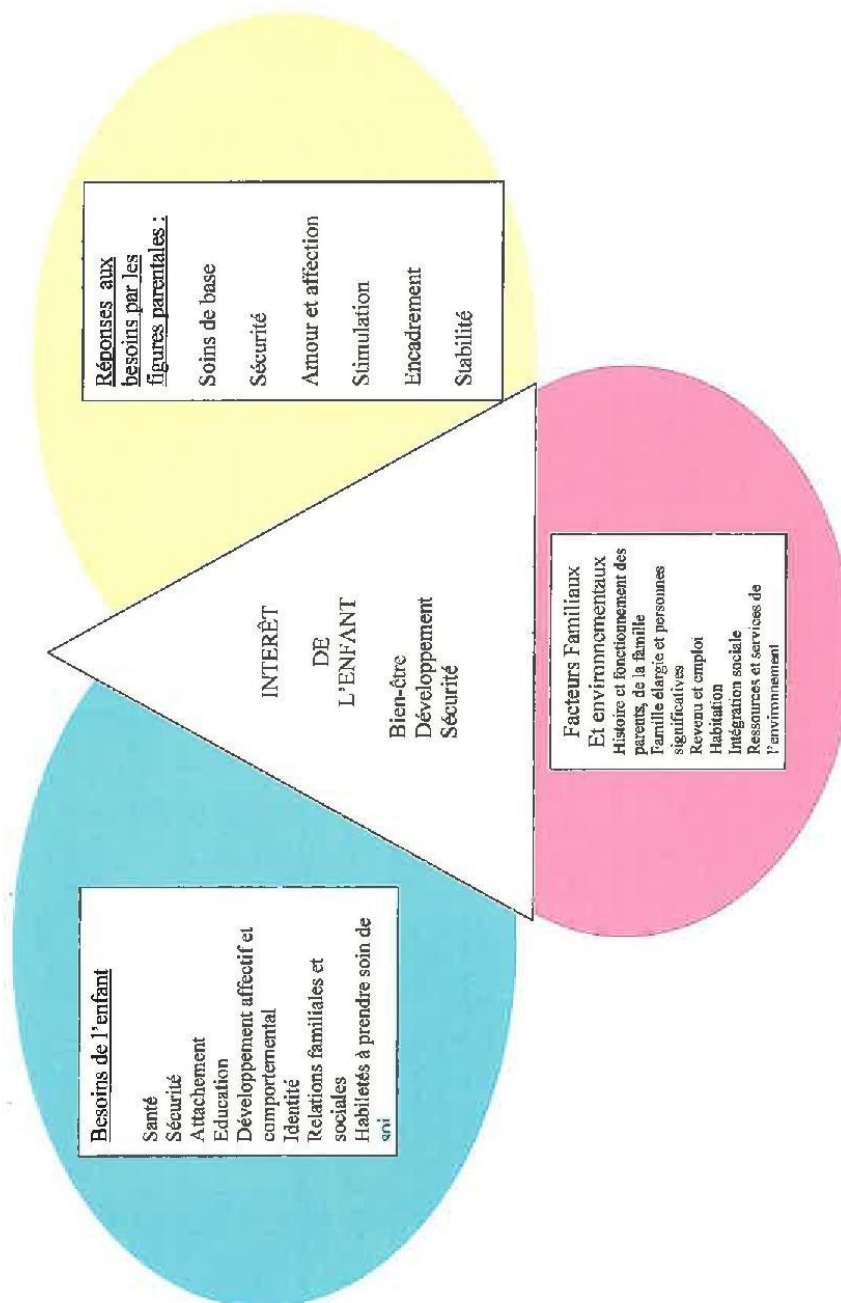 Besoins de l'enfant
Santé
Sécurité
Attachement
Education
Développement affectif et
comportemental
Identité
Relations familiales et
sociales
Habiletés à prendre soin de
soi
INTERÊT
DE
L'ENFANT
Bien-être
Développement
Sécurité
Réponses aux
besoins par les
figures parentales :
Soins de base
Sécurité
Amour et affection
Stimulation
Encadrement
Stabilité
Facteurs Familiaux
Et environnementaux
Histoire et fonctionnement des
parents, de la famille
Famille élargie et personnes
significatives
Revenu et emploi
Habitation
Intégration sociale
Ressources et services de
l'environnement